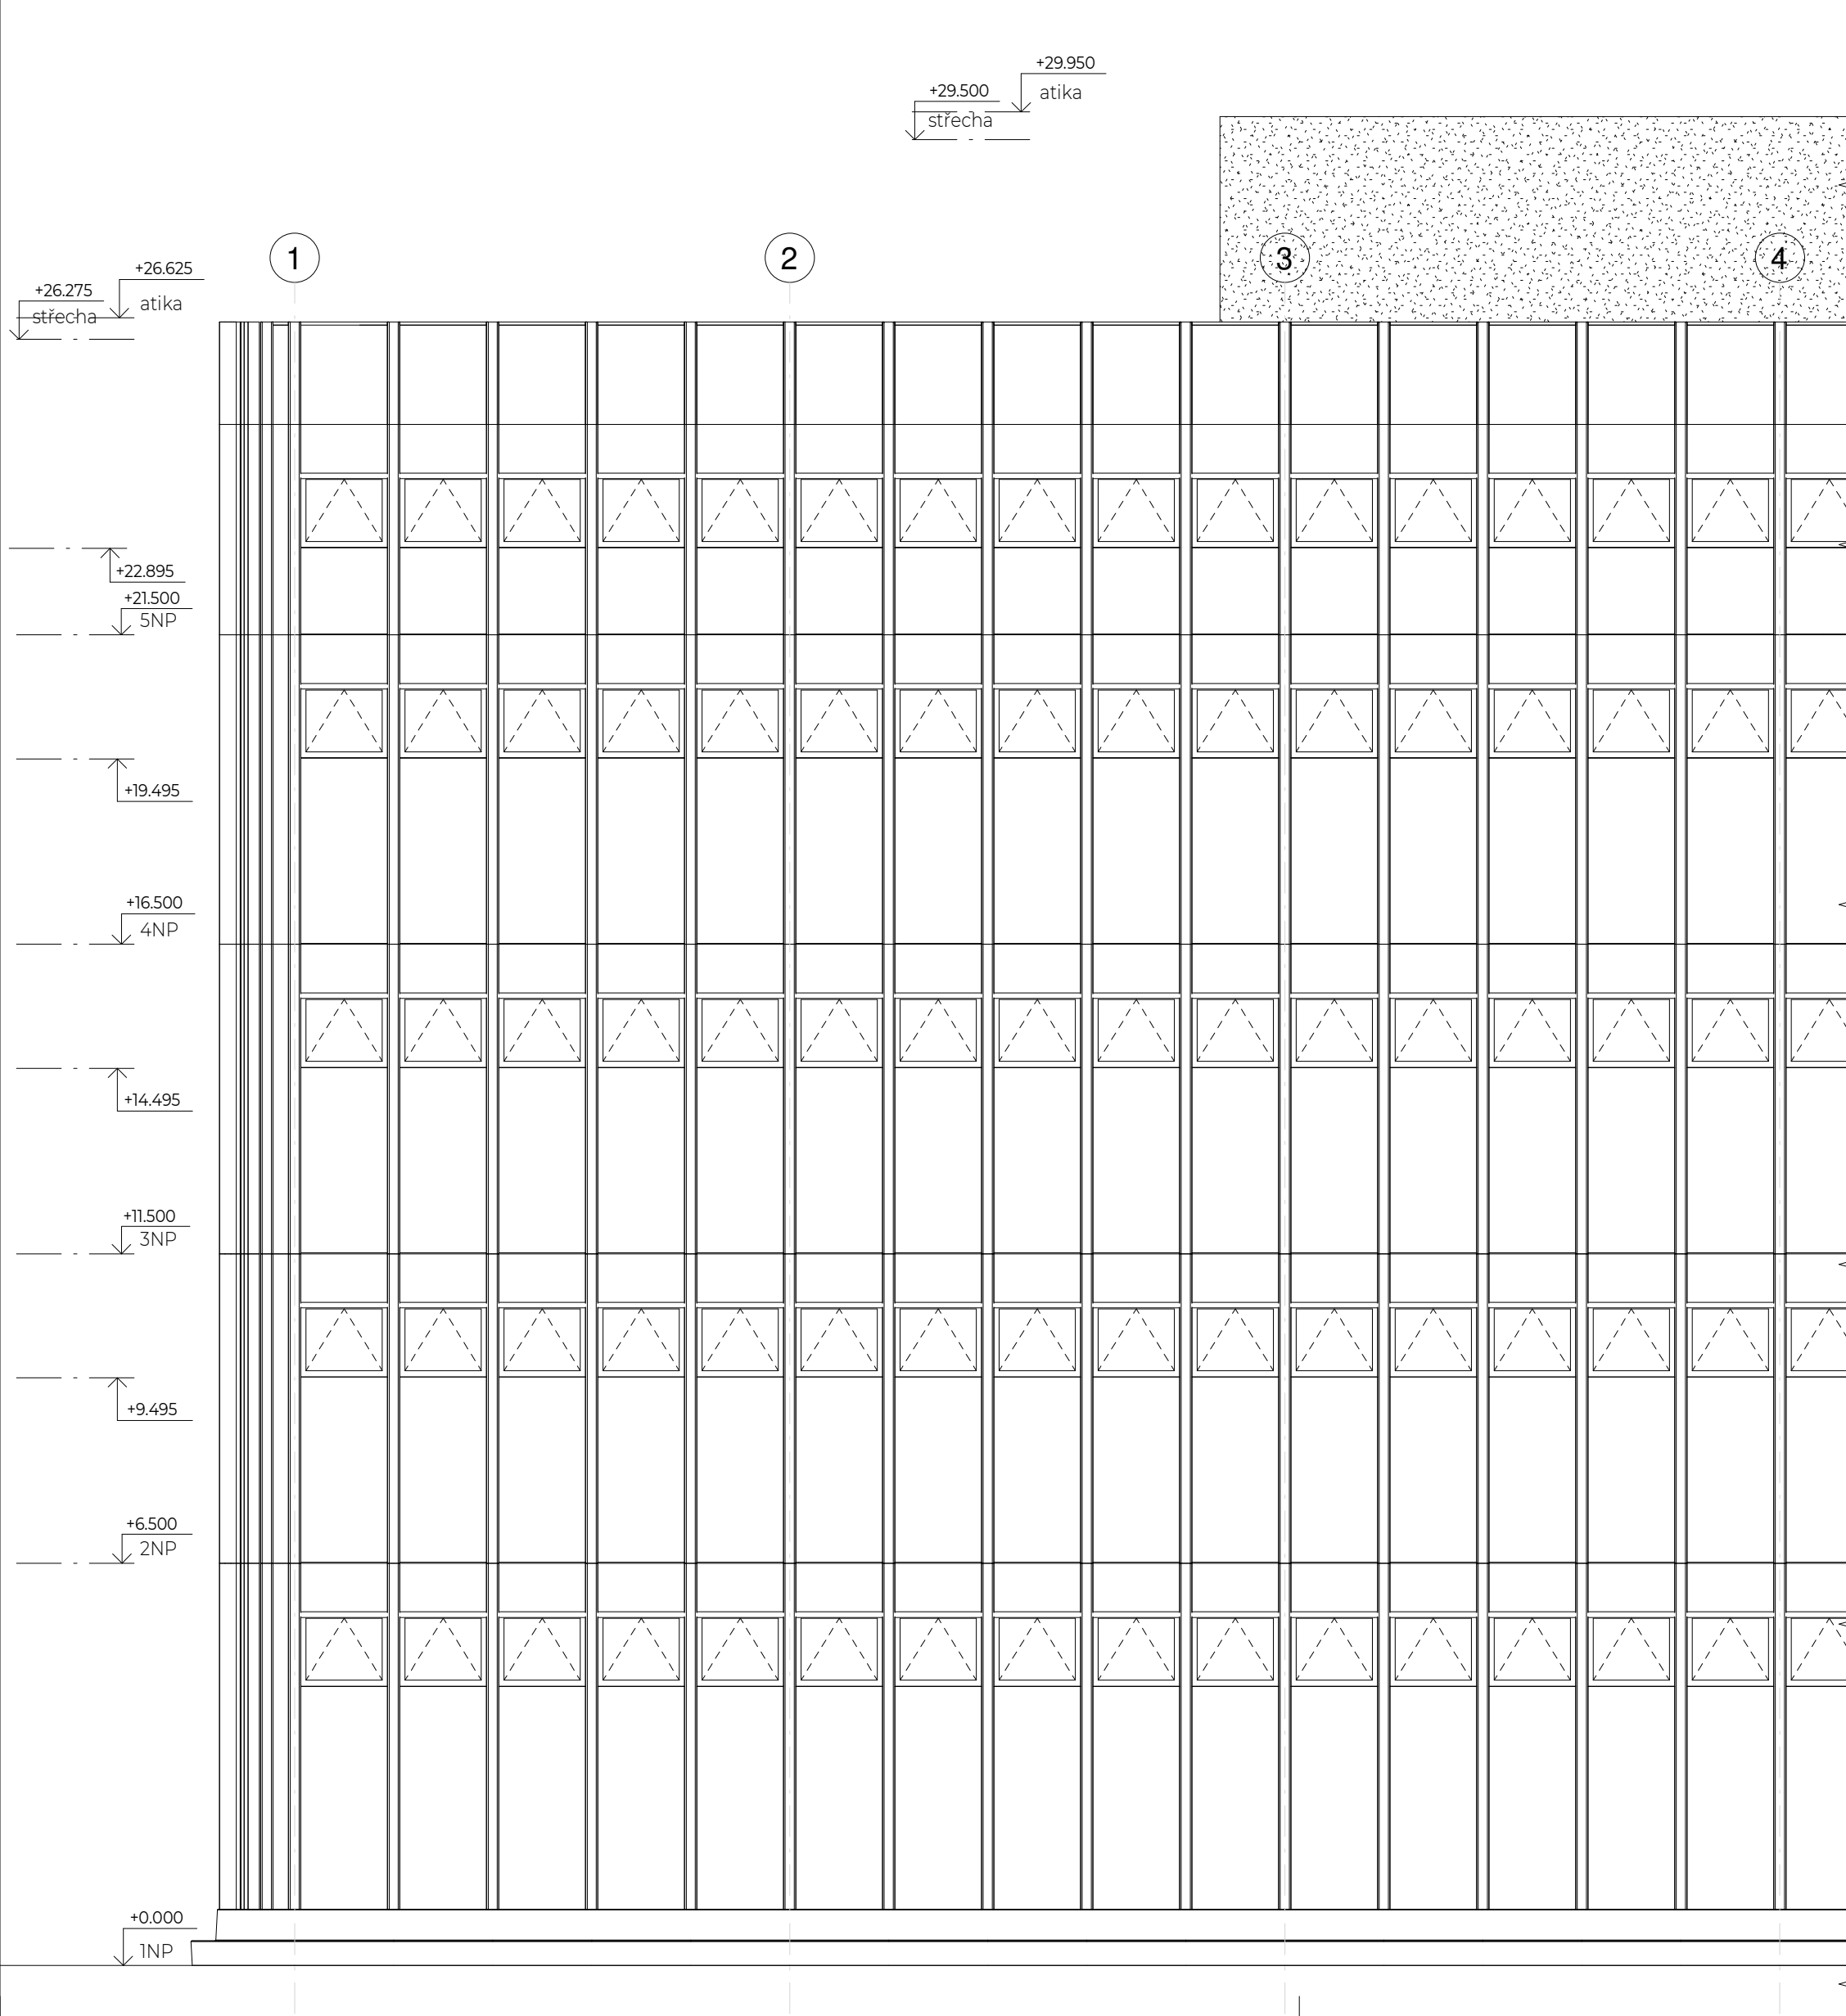 +29.950
atika
+29.500
střecha
1
2
3
4
+26.625
atika
+26.275
střecha
+22.895
+21.500
5NP
+19.495
+16.500
4NP
+14.495
+11.500
3NP
+9.495
+6.500
2NP
+0.000
1NP